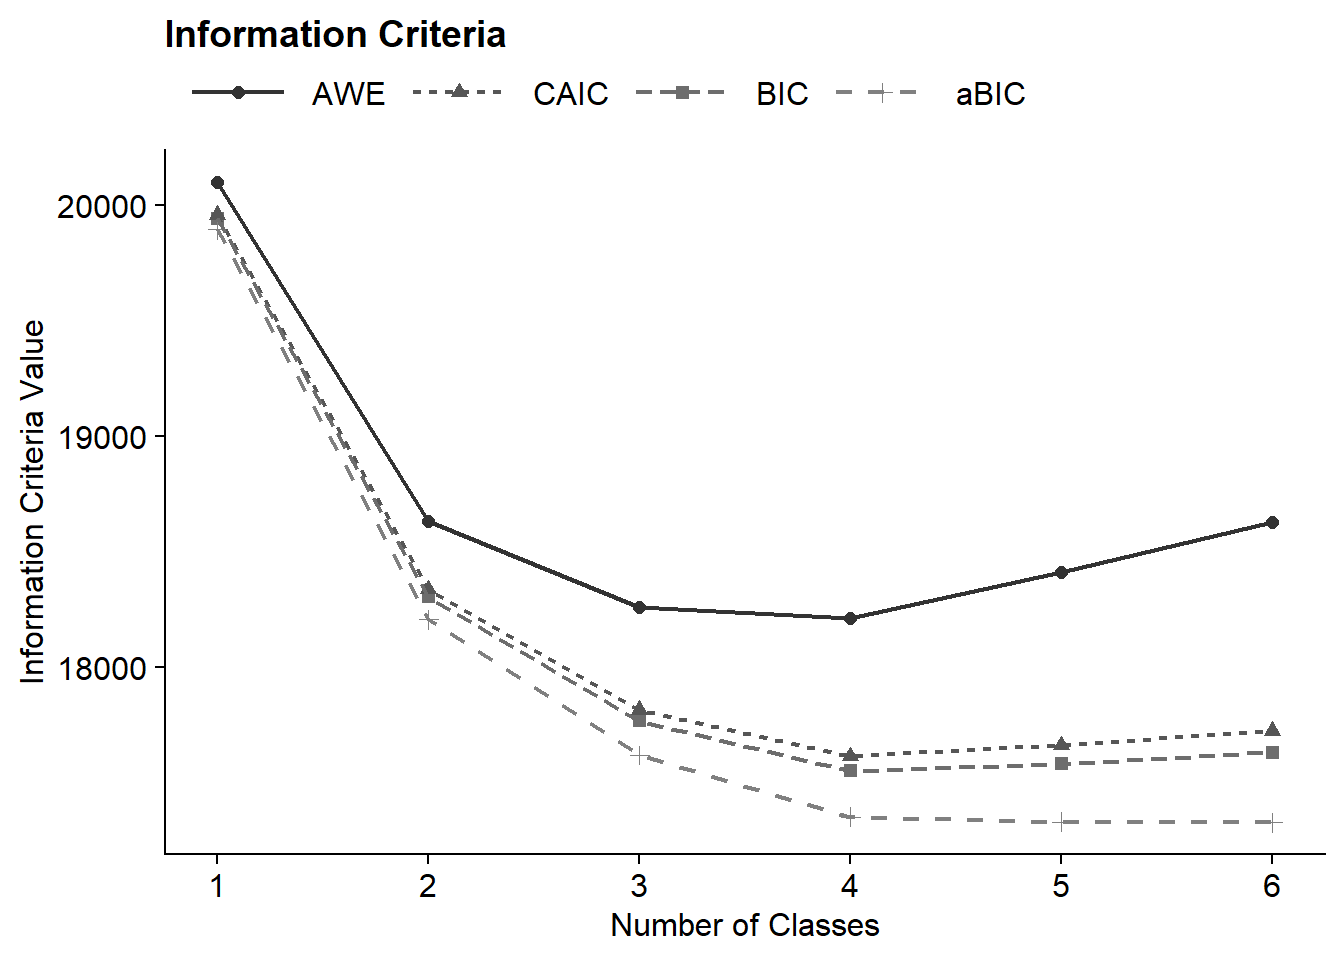 Information Criteria
AWE CAIC BIC aBIC
20000
19000
18000
Information Criteria Value
1 2 3 4 5 6
Number of Classes